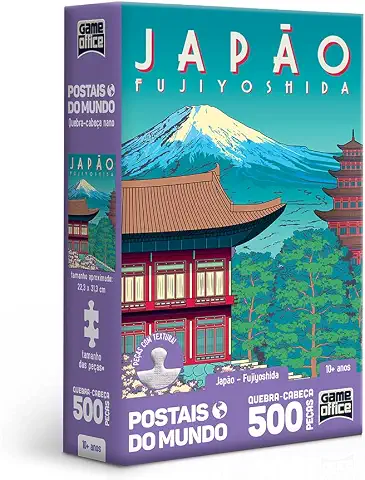 GAME
OFFICE
POSTAIS
DO MUNDO
Quebra-cabeça nano
JAPÃO
FUJIYOSHIDA
tamanho aproximado:
22,5 x 31,3 cm
tamanho
das peças*
QUEBRA-CABEÇA
500
PEÇAS
10+ anos
JAPÃO
FUJIYOSHIDA
PEÇAS COM TEXTURA!
Japão – Fujiyoshida
10+ anos
POSTAIS
DO MUNDO
QUEBRA-CABEÇA
500
PEÇAS
GAME
OFFICE